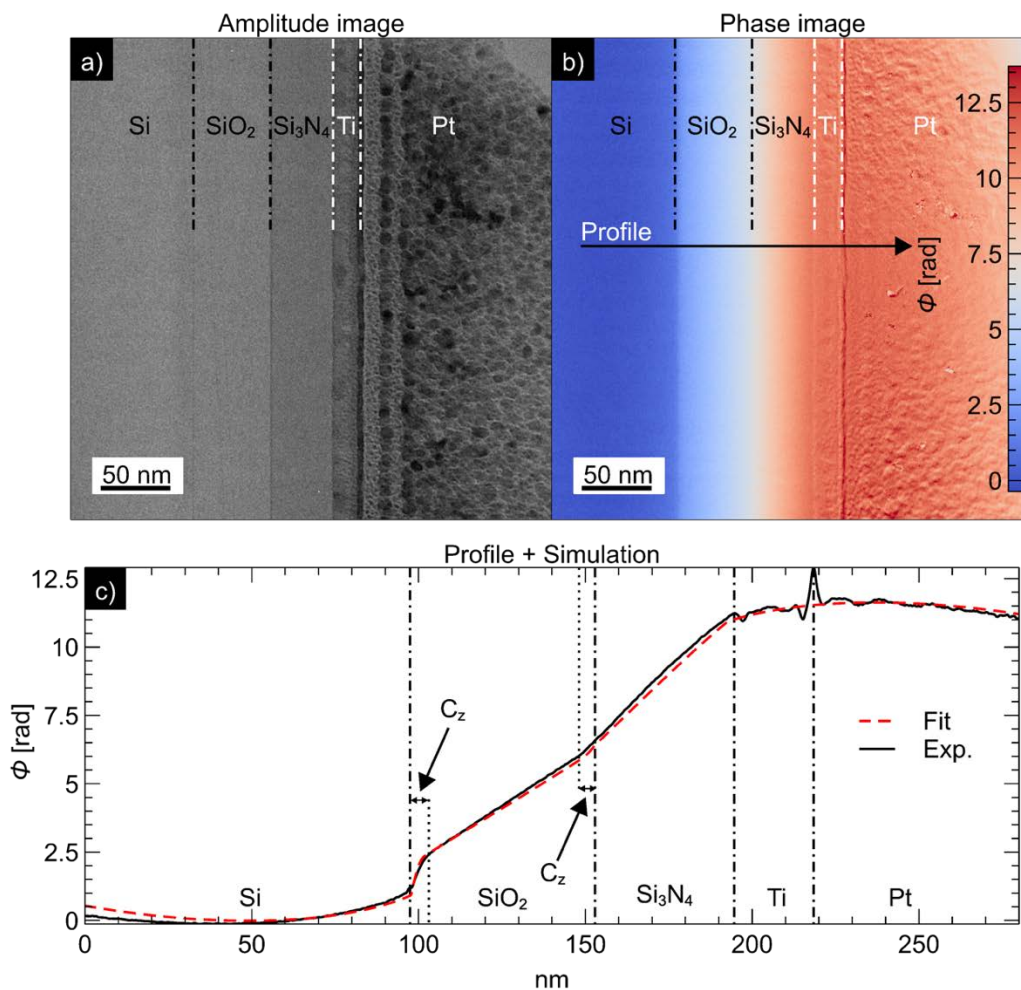 Amplitude image
Phase image
a)
Si
SiO₂
Si₃N₄
Ti
Pt
50 nm
b)
Si
SiO₂
Si₃N₄
Ti
Pt
Profile
50 nm
12.5
10
7.5
5
2.5
0
Φ [rad]
Profile + Simulation
c)
12.5
10
7.5
5
2.5
0
Φ [rad]
C_z
C_z
Fit
Exp.
Si
SiO₂
Si₃N₄
Ti
Pt
0 50 100 150 200 250
nm